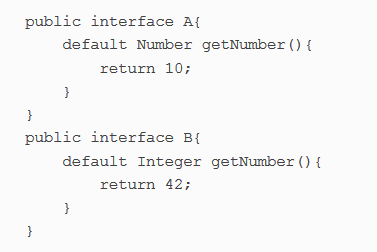 public interface A{
    default Number getNumber(){
        return 10;
    }
}
public interface B{
    default Integer getNumber(){
        return 42;
    }
}